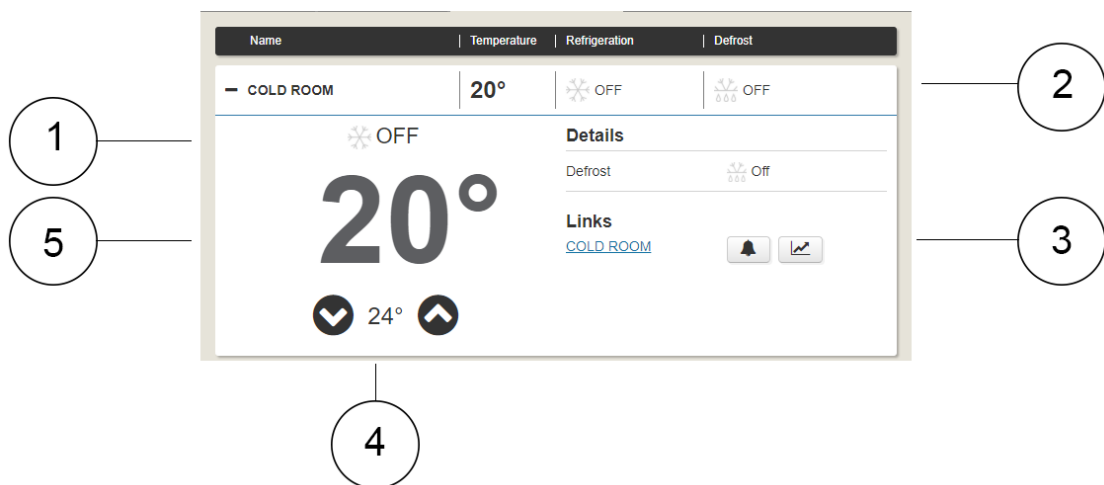 Name Temperature Refrigeration Defrost
COLD ROOM 20° OFF OFF
2
1
OFF
Details
Defrost Off
20°
5
Links
COLD ROOM
3
24°
4